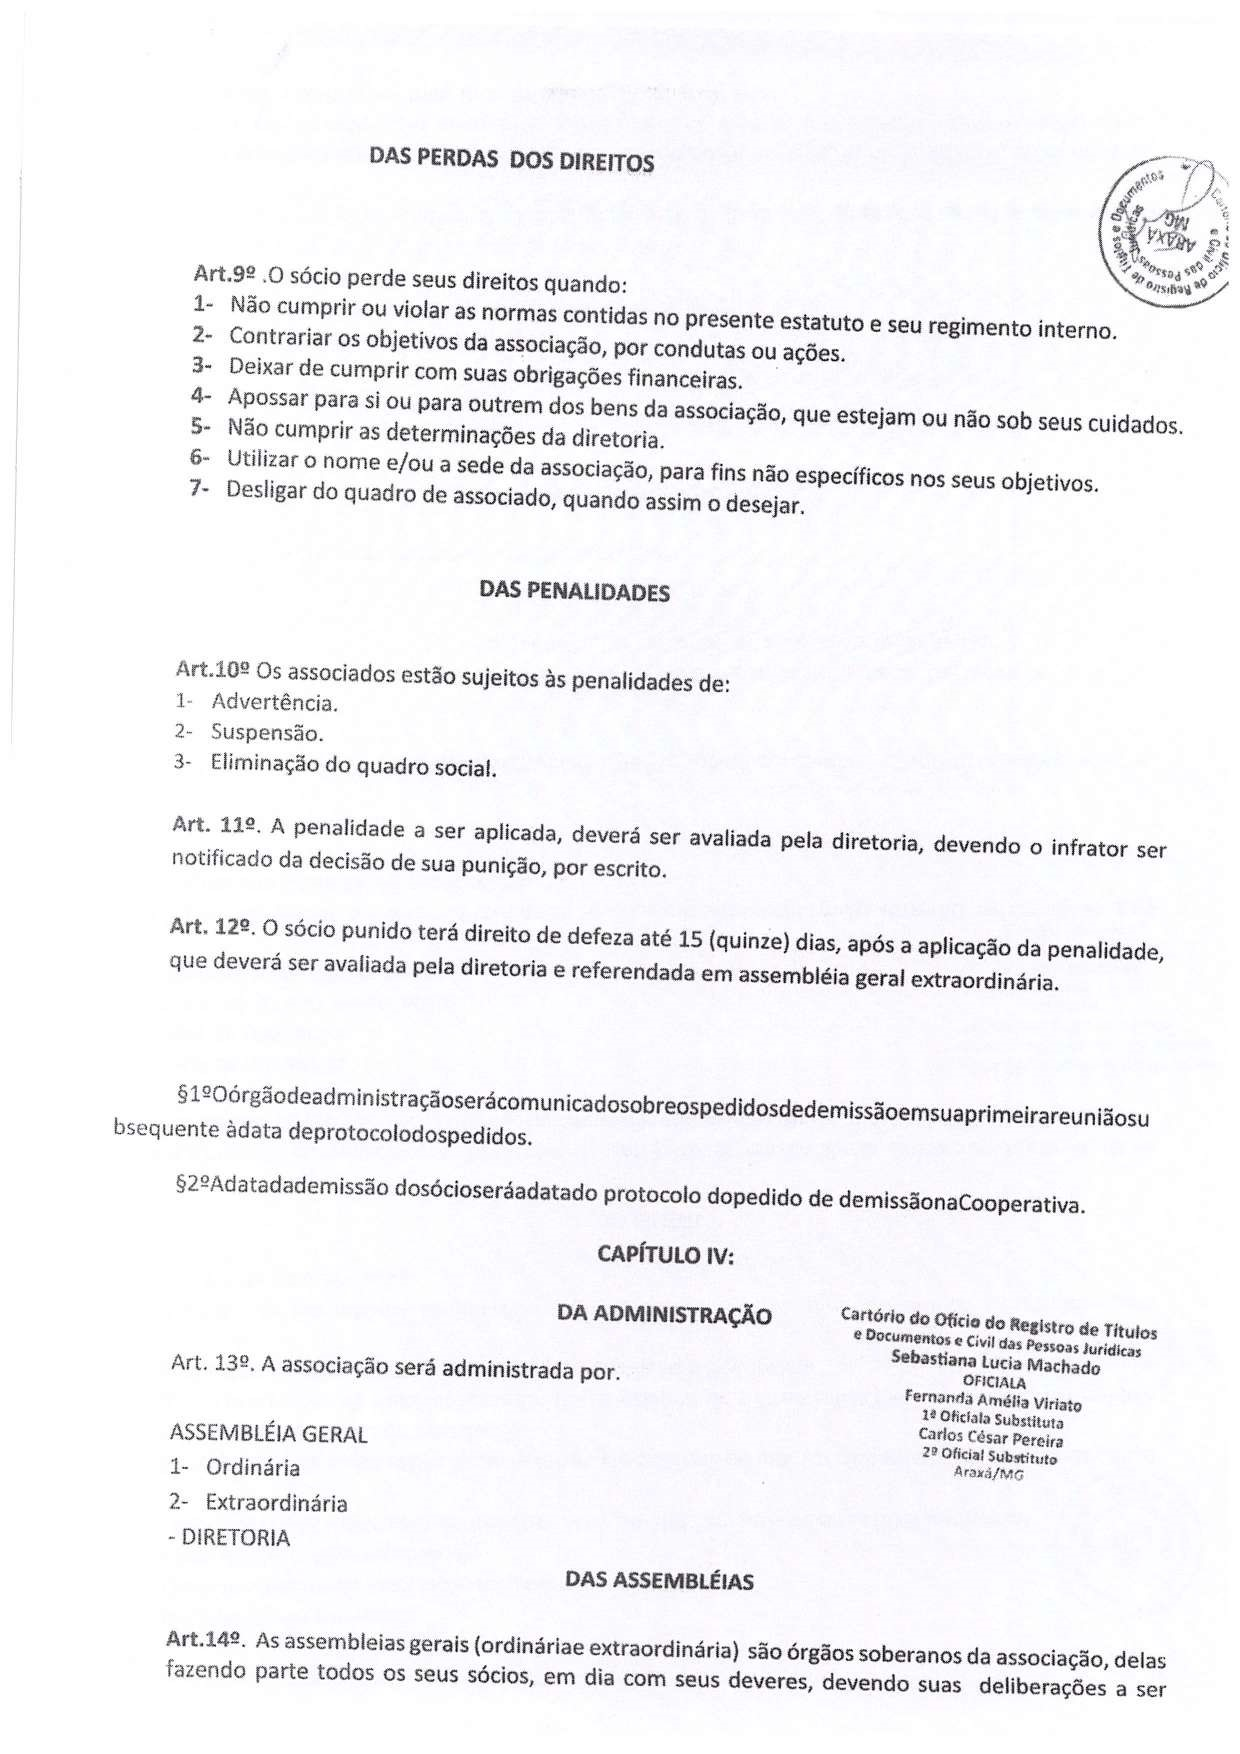 DAS PERDAS DOS DIREITOS
Art.9º .O sócio perde seus direitos quando:
1- Não cumprir ou violar as normas contidas no presente estatuto e seu regimento interno.
2- Contrariar os objetivos da associação, por condutas ou ações.
3- Deixar de cumprir com suas obrigações financeiras.
4- Apossar para si ou para outrem dos bens da associação, que estejam ou não sob seus cuidados.
5- Não cumprir as determinações da diretoria.
6- Utilizar o nome e/ou a sede da associação, para fins não específicos nos seus objetivos.
7- Desligar do quadro de associado, quando assim o desejar.
de Registro de Títulos e Documentos
e Civil das Pessoas Jurídicas
ARAXÁ
MG
DAS PENALIDADES
Art.10º Os associados estão sujeitos às penalidades de:
1- Advertência.
2- Suspensão.
3- Eliminação do quadro social.
Art. 11º. A penalidade a ser aplicada, deverá ser avaliada pela diretoria, devendo o infrator ser
notificado da decisão de sua punição, por escrito.
Art. 12º. O sócio punido terá direito de defeza até 15 (quinze) dias, após a aplicação da penalidade,
que deverá ser avaliada pela diretoria e referendada em assembléia geral extraordinária.
§1ºOórgãodeadministraçãoserácomunicadosobreospedidosdedemissãoemsuaprimeirareuniãosu
bsequente àdata deprotocolodospedidos.
§2ºAdatadademissão dosócioseráadatado protocolo dopedido de demissãonaCooperativa.
CAPÍTULO IV:
DA ADMINISTRAÇÃO
Art. 13º. A associação será administrada por.
ASSEMBLÉIA GERAL
1- Ordinária
2- Extraordinária
- DIRETORIA
Cartório do Ofício do Registro de Títulos
e Documentos e Civil das Pessoas Jurídicas
Sebastiana Lucia Machado
OFICIALA
Fernanda Amélia Viriato
1ª Oficiala Substituta
Carlos César Pereira
2º Oficial Substituto
Araxá/MG
DAS ASSEMBLÉIAS
Art.14º. As assembleias gerais (ordináriae extraordinária) são órgãos soberanos da associação, delas
fazendo parte todos os seus sócios, em dia com seus deveres, devendo suas deliberações a ser